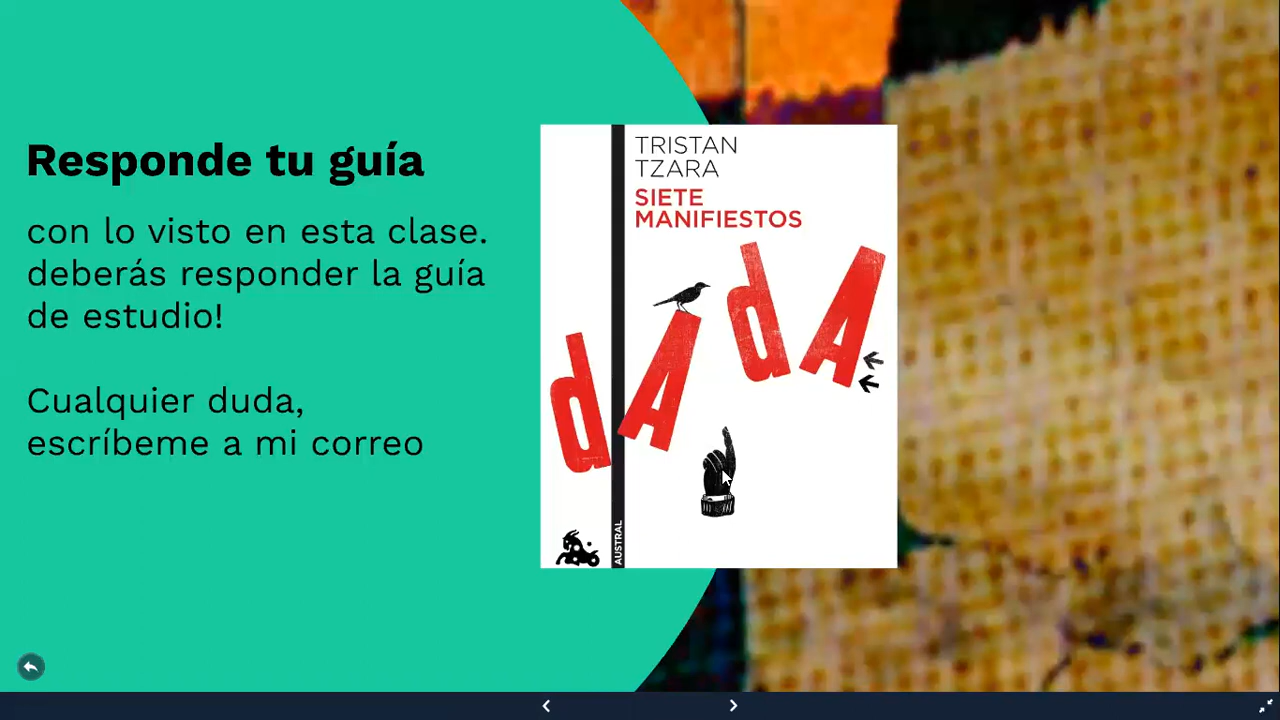 Responde tu guía
con lo visto en esta clase.
deberás responder la guía
de estudio!
Cualquier duda,
escríbeme a mi correo
TRISTAN
TZARA
SIETE
MANIFIESTOS
dAdA
AUSTRAL